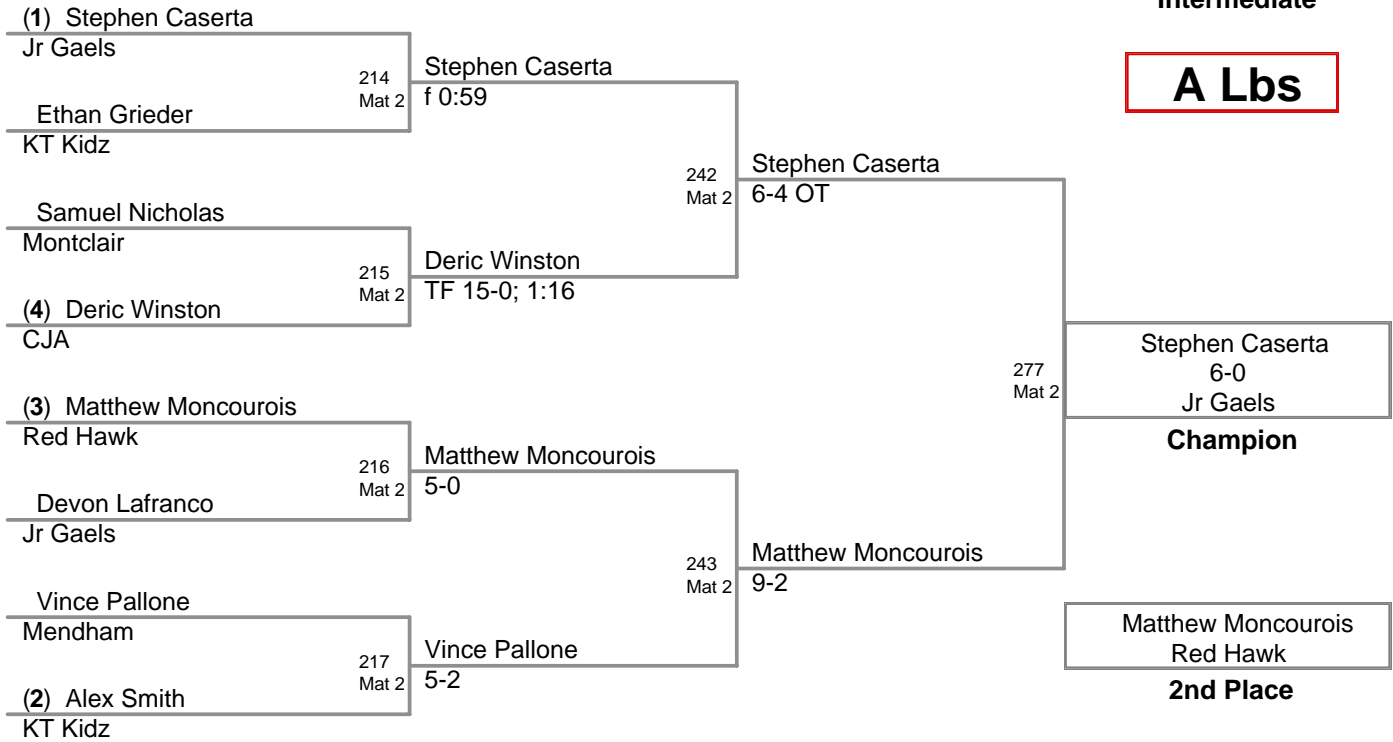 Intermediate
A Lbs
(1) Stephen Caserta
Jr Gaels
214
Mat 2
Ethan Grieder
KT Kidz
Stephen Caserta
f 0:59
Samuel Nicholas
Montclair
215
Mat 2
(4) Deric Winston
CJA
Deric Winston
TF 15-0; 1:16
242
Mat 2
Stephen Caserta
6-4 OT
(3) Matthew Moncourois
Red Hawk
216
Mat 2
Devon Lafranco
Jr Gaels
Matthew Moncourois
5-0
Vince Pallone
Mendham
217
Mat 2
(2) Alex Smith
KT Kidz
Vince Pallone
5-2
243
Mat 2
Matthew Moncourois
9-2
277
Mat 2
Stephen Caserta
6-0
Jr Gaels
Champion
Matthew Moncourois
Red Hawk
2nd Place